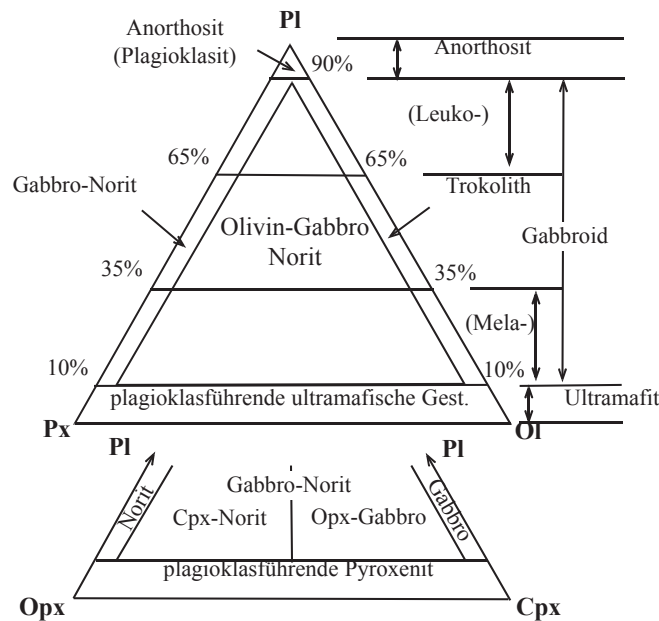 Pl
Anorthosit
(Plagioklasit)
90%
Anorthosit
(Leuko-)
65%
65%
Gabbro-Norit
Trokolith
Olivin-Gabbro
Norit
Gabbroid
35%
35%
(Mela-)
10%
10%
plagioklasführende ultramafische Gest.
Ultramafit
Px
Ol
Pl
Pl
Norit
Gabbro-Norit
Gabbro
Cpx-Norit
Opx-Gabbro
plagioklasführende Pyroxenit
Opx
Cpx